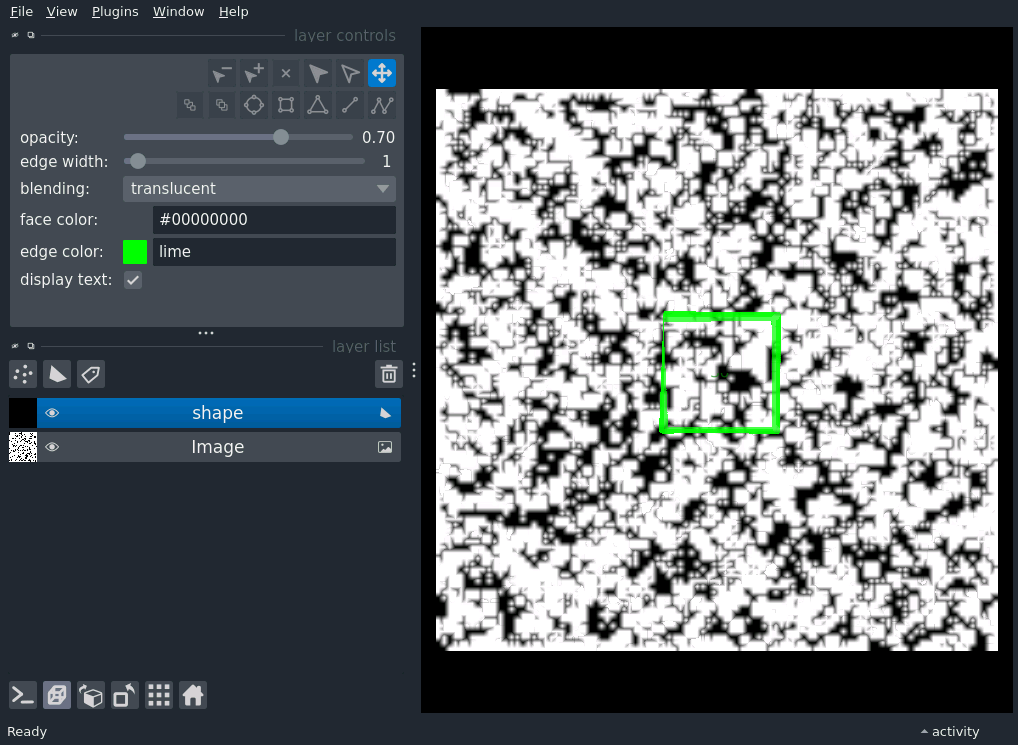 File View Plugins Window Help
layer controls
opacity: 0.70
edge width: 1
blending: translucent
face color: #00000000
edge color: lime
display text:
layer list
shape
Image
Ready
activity